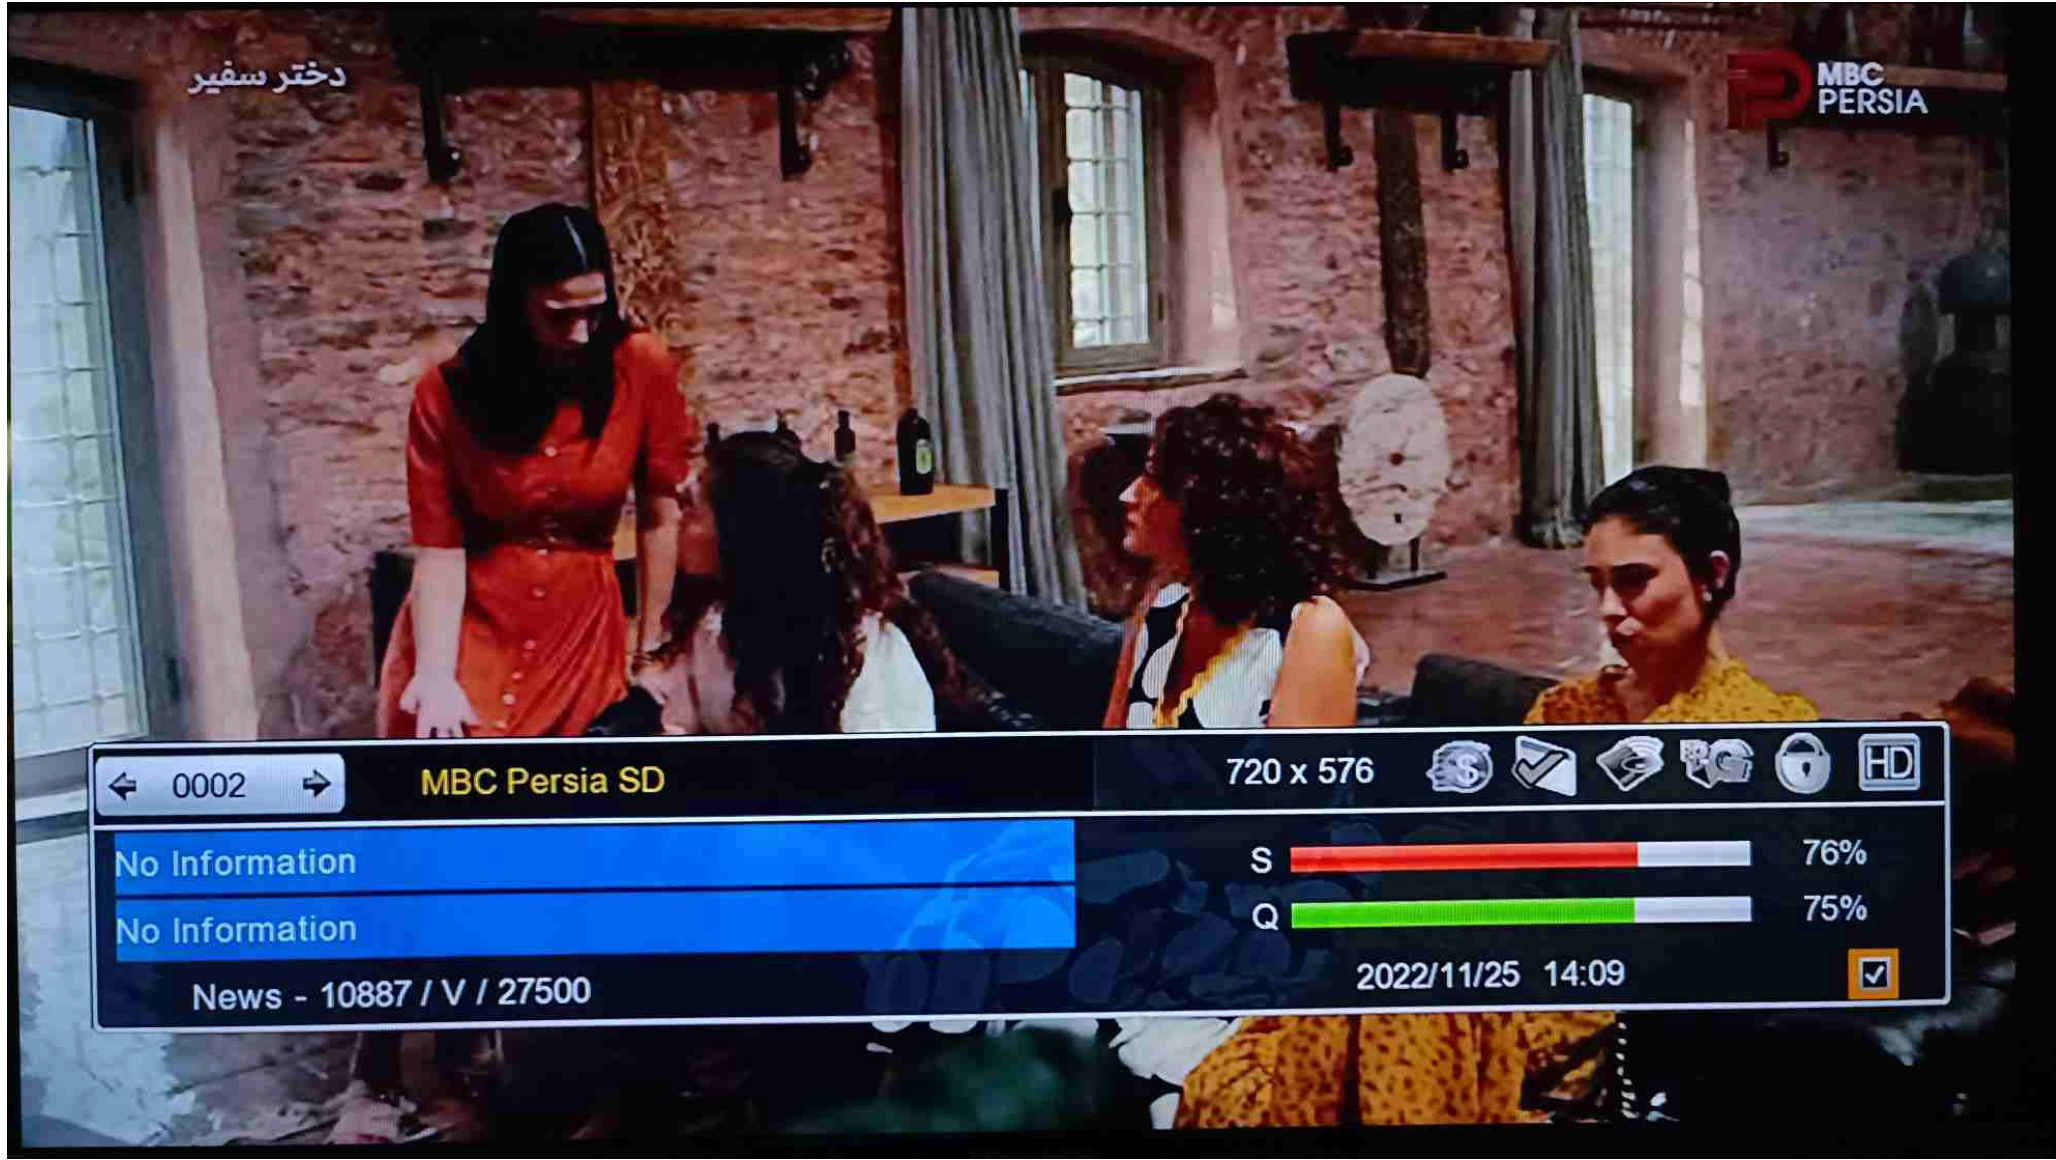 دختر سفیر
MBC
PERSIA
0002
MBC Persia SD
720 x 576
HD
No Information
No Information
S
76%
Q
75%
News - 10887 / V / 27500
2022/11/25 14:09